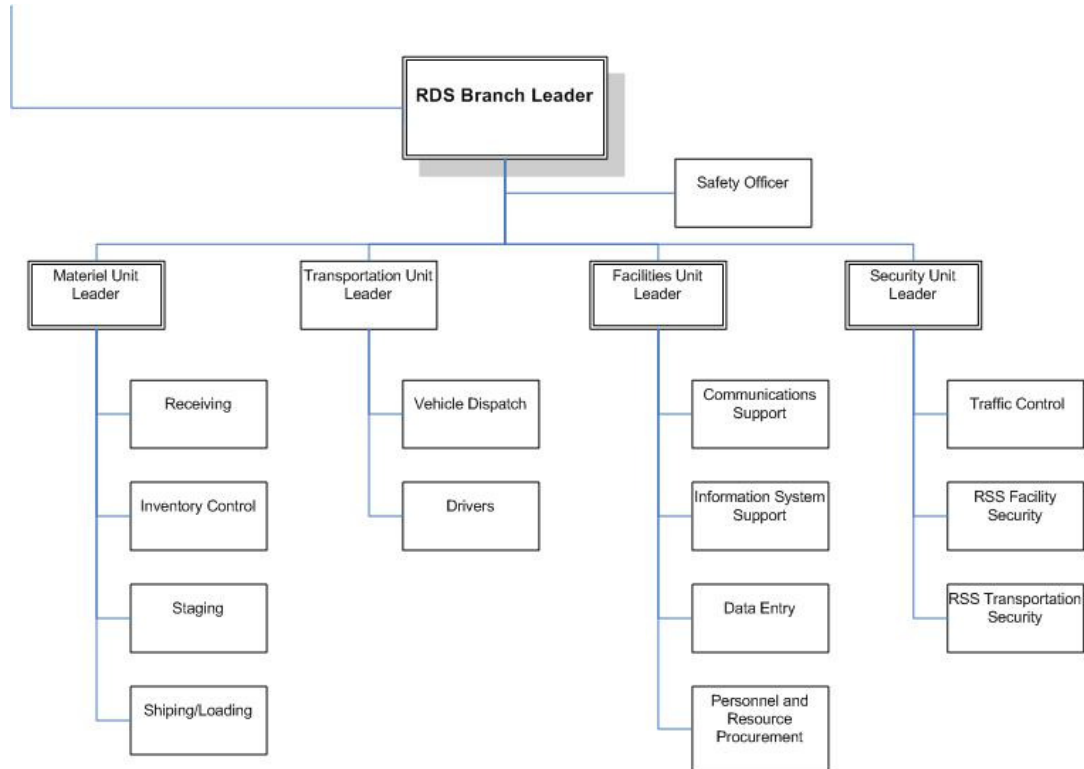 RDS Branch Leader
Safety Officer
Materiel Unit
Leader
Transportation Unit
Leader
Facilities Unit
Leader
Security Unit
Leader
Receiving
Inventory Control
Staging
Shiping/Loading
Vehicle Dispatch
Drivers
Communications
Support
Information System
Support
Data Entry
Personnel and
Resource
Procurement
Traffic Control
RSS Facility
Security
RSS Transportation
Security